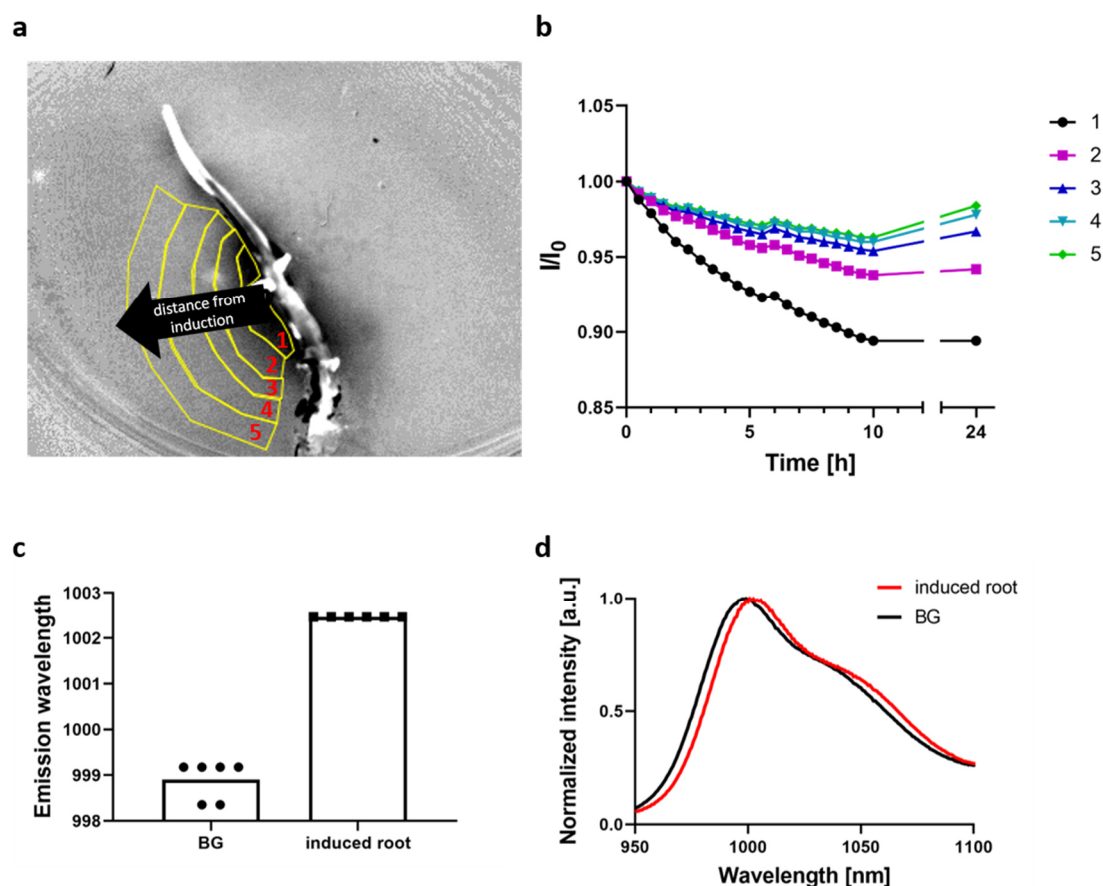 a
distance from
induction
1
2
3
4
5
b
I/I0
1.05
1.00
0.95
0.90
0.85
0
5
10
24
Time [h]
1
2
3
4
5
c
Emission wavelength
1003
1002
1001
1000
999
998
BG
induced root
d
Normalized intensity [a.u.]
1.0
0.5
0.0
950
1000
1050
1100
Wavelength [nm]
induced root
BG